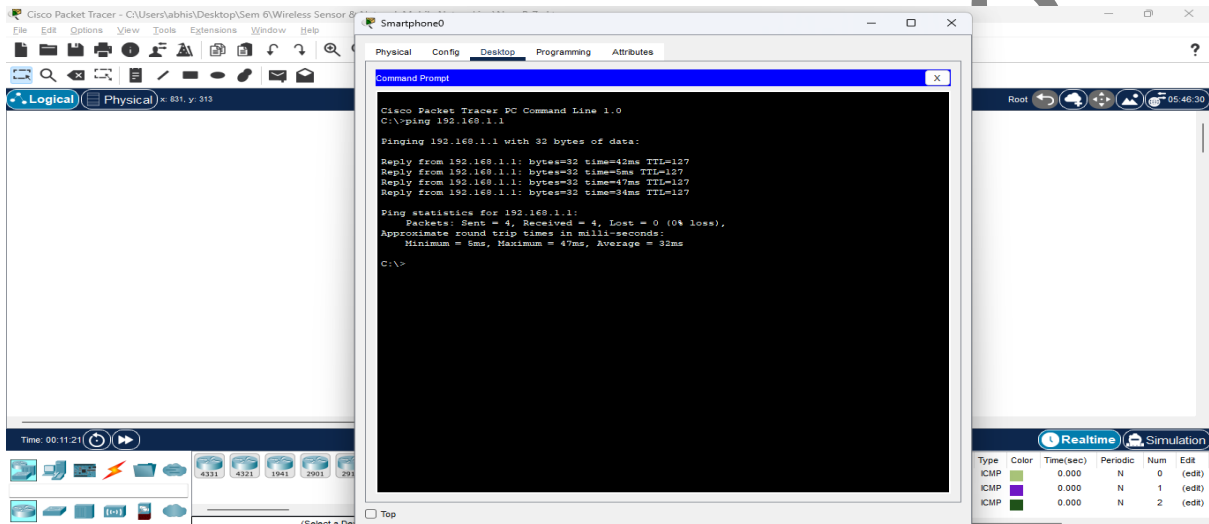 Cisco Packet Tracer - C:\Users\abhis\Desktop\Sem 6\Wireless Sensor &
File Edit Options View Tools Extensions Window Help
?
Logical Physical x: 831, y: 313
Root 05:46:30
Smartphone0
Physical Config Desktop Programming Attributes
Command Prompt
X
Cisco Packet Tracer PC Command Line 1.0
C:\>ping 192.168.1.1
Pinging 192.168.1.1 with 32 bytes of data:
Reply from 192.168.1.1: bytes=32 time=42ms TTL=127
Reply from 192.168.1.1: bytes=32 time=5ms TTL=127
Reply from 192.168.1.1: bytes=32 time=47ms TTL=127
Reply from 192.168.1.1: bytes=32 time=34ms TTL=127
Ping statistics for 192.168.1.1:
Packets: Sent = 4, Received = 4, Lost = 0 (0% loss),
Approximate round trip times in milli-seconds:
Minimum = 5ms, Maximum = 47ms, Average = 32ms
C:\>
Top
Time: 00:11:21
Realtime Simulation
4331 4321 1941 2901 291
(Select a De
Type Color Time(sec) Periodic Num Edit
ICMP 0.000 N 0 (edit)
ICMP 0.000 N 1 (edit)
ICMP 0.000 N 2 (edit)